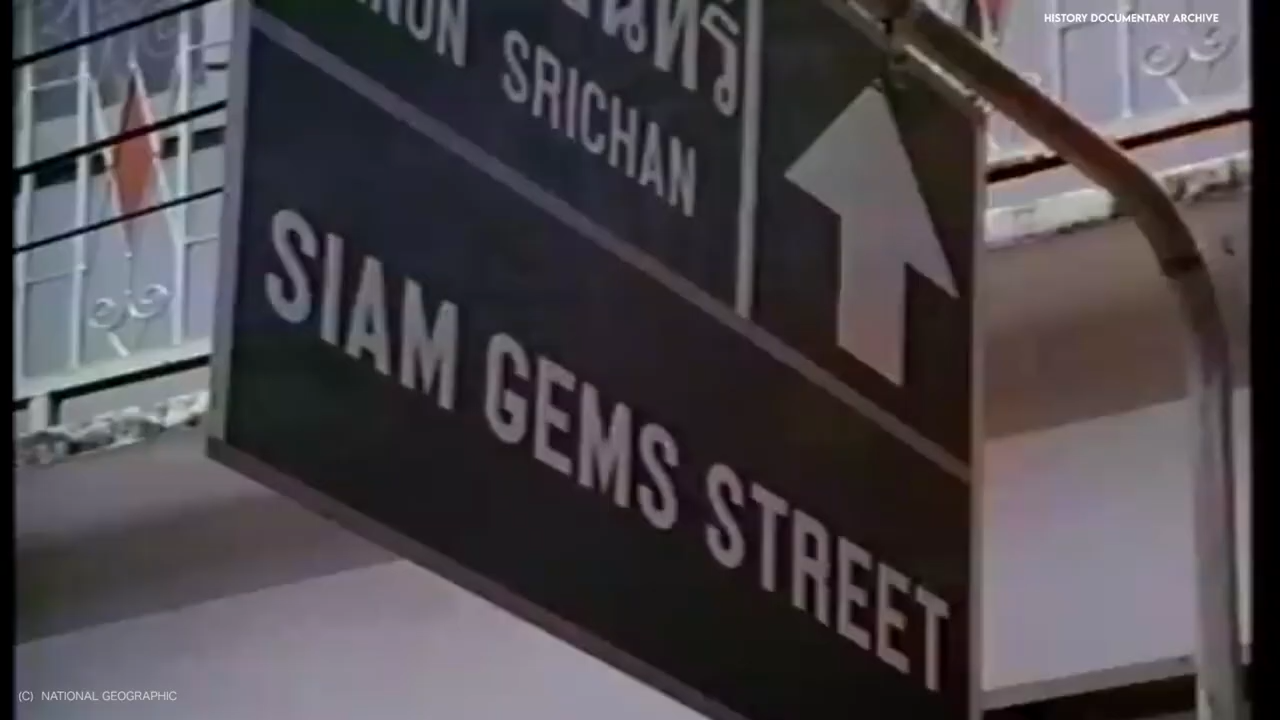 HISTORY DOCUMENTARY ARCHIVE
SRICHAN
SIAM GEMS STREET
(C) NATIONAL GEOGRAPHIC